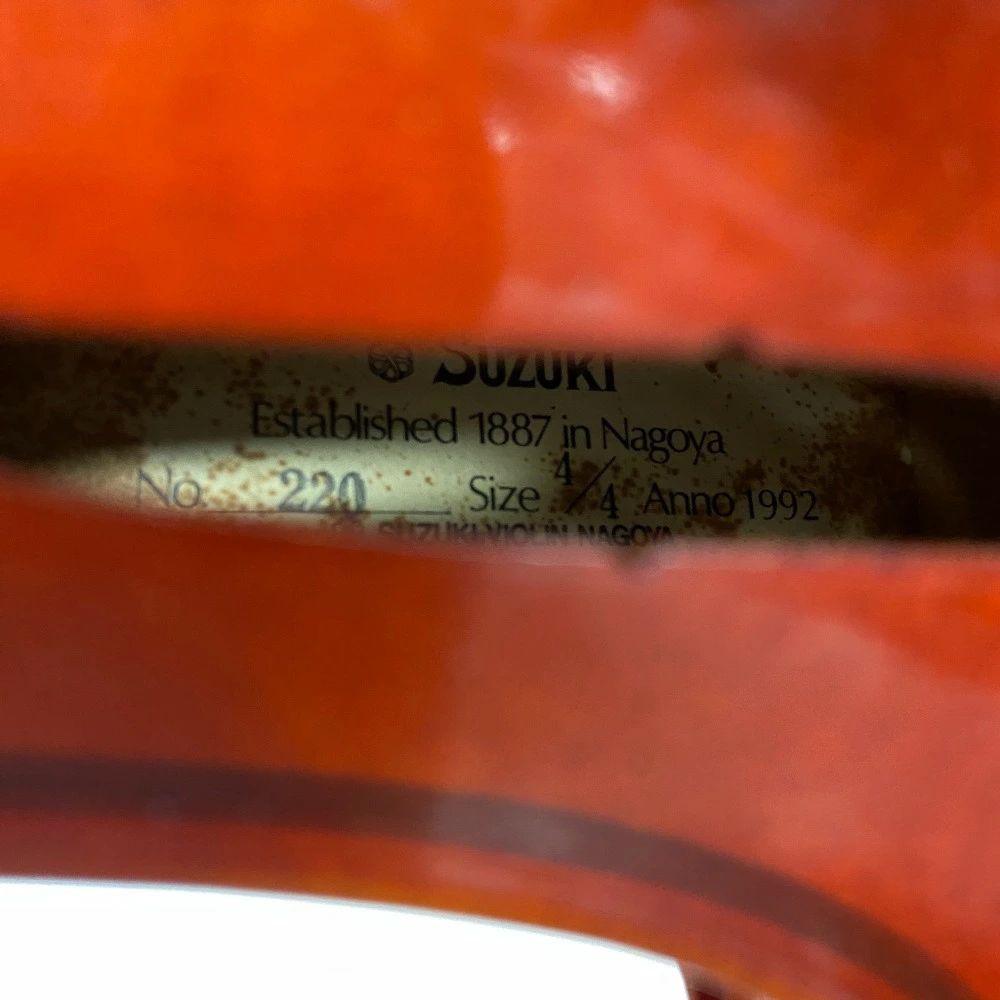 SUZUKI
Established 1887 in Nagoya
No. 220 Size 4/4 Anno 1992
SUZUKI VIOLIN NAGOYA